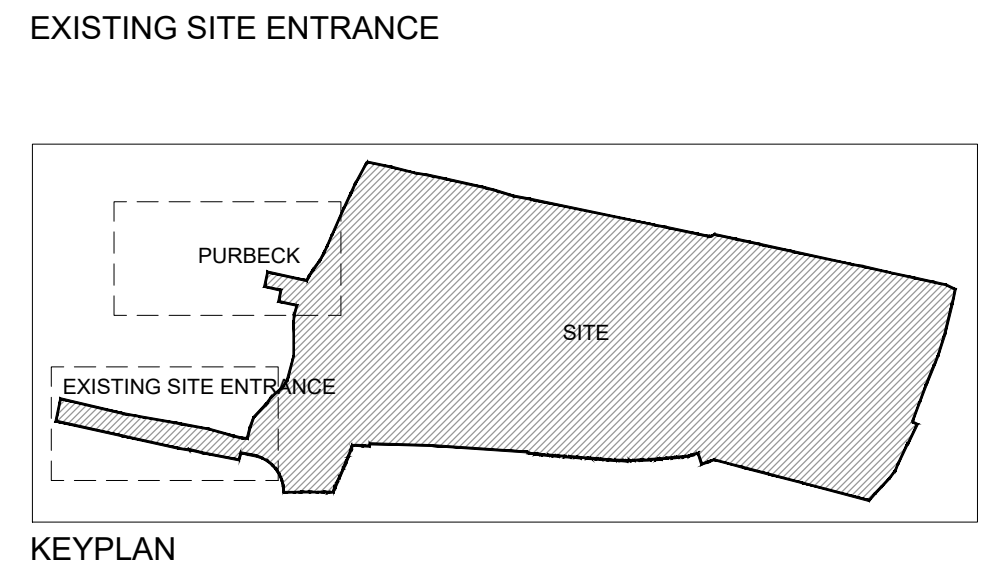 EXISTING SITE ENTRANCE
PURBECK
SITE
EXISTING SITE ENTRANCE
KEYPLAN